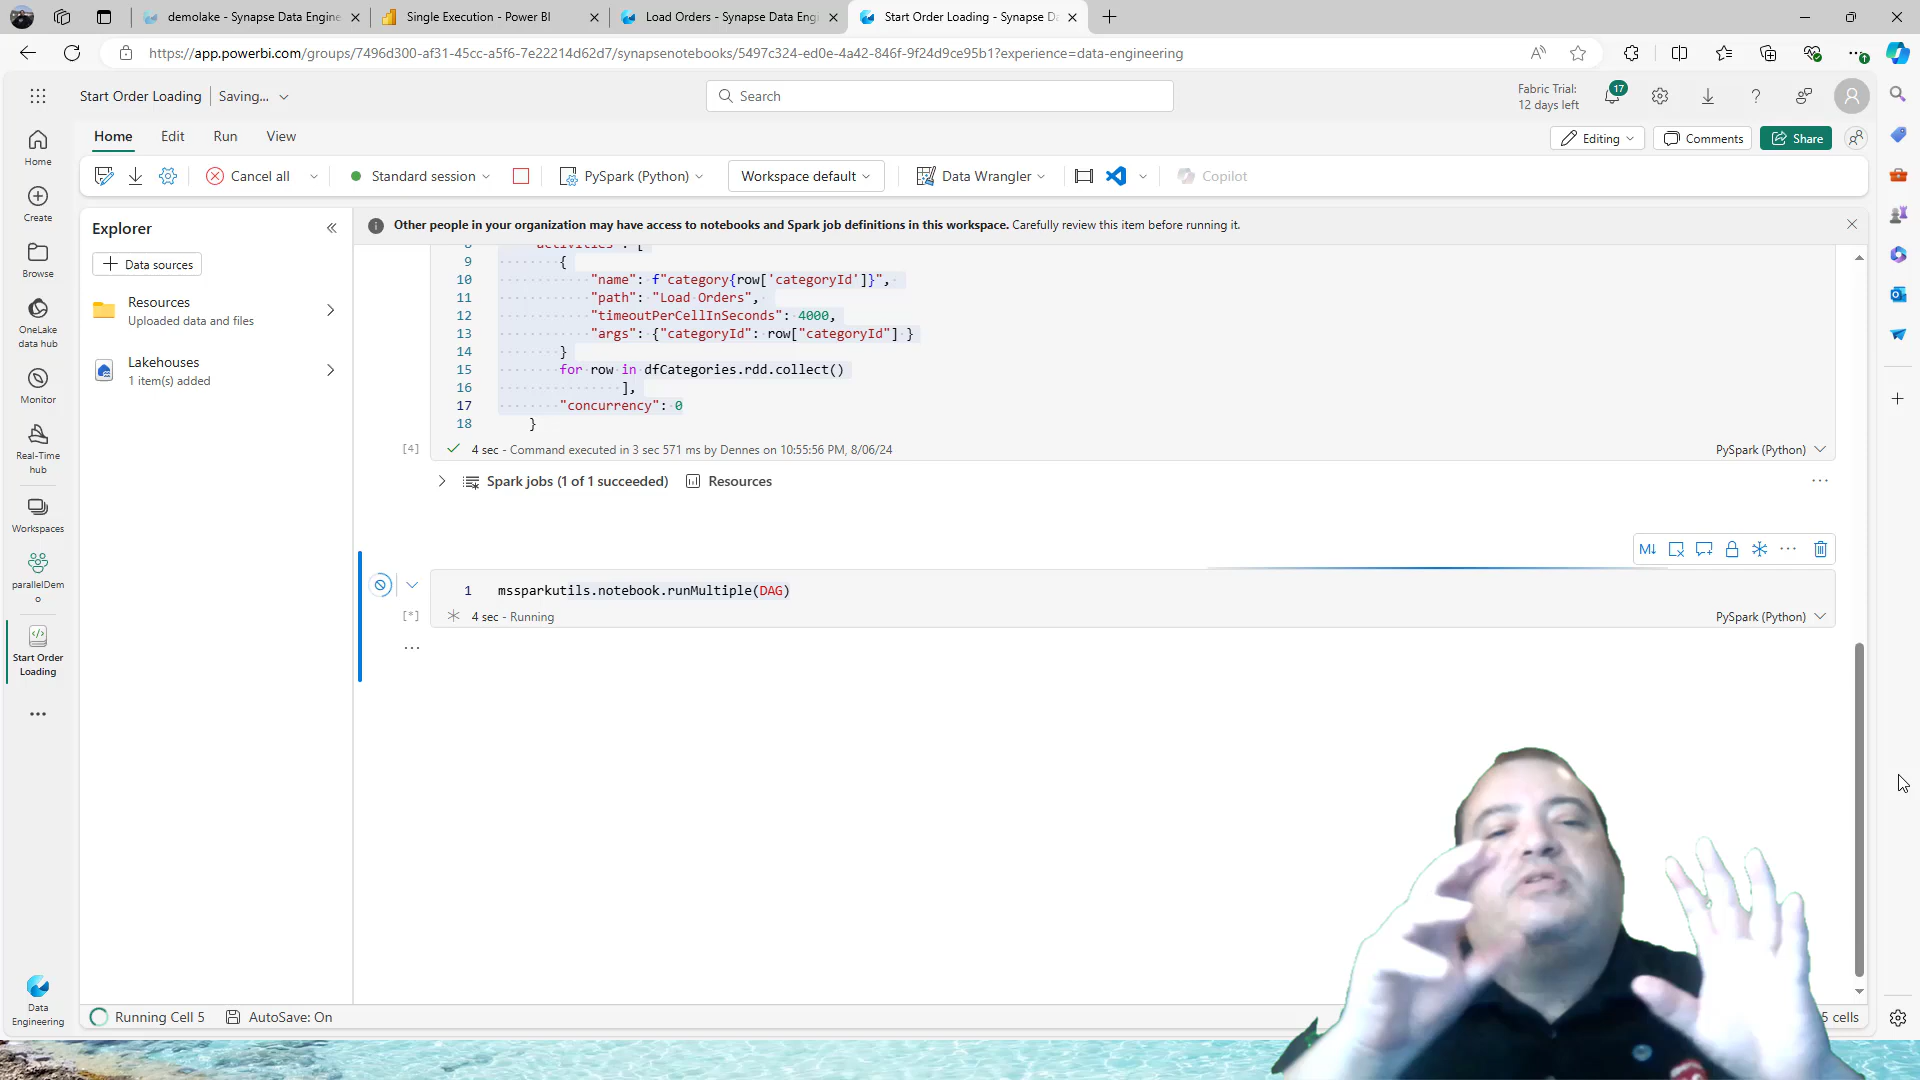 demolake - Synapse Data Engine
Single Execution - Power BI
Load Orders - Synapse Data Engi
Start Order Loading - Synapse Da
https://app.powerbi.com/groups/7496d300-af31-45cc-a5f6-7e22214d62d7/synapsenotebooks/5497c324-ed0e-4a42-846f-9f24d9ce95b1?experience=data-engineering
Start Order Loading
Saving...
Search
Fabric Trial:
12 days left
17
Home Edit Run View
Editing
Comments
Share
Cancel all
Standard session
PySpark (Python)
Workspace default
Data Wrangler
Copilot
Home
Create
Browse
OneLake
data hub
Monitor
Real-Time
hub
Workspaces
parallelDem
o
Start Order
Loading
Data
Engineering
Explorer
Data sources
Resources
Uploaded data and files
Lakehouses
1 item(s) added
Other people in your organization may have access to notebooks and Spark job definitions in this workspace. Carefully review this item before running it.
8 "activities": [
9 {
10 "name": f"category{row['categoryId']}",
11 "path": "Load Orders",
12 "timeoutPerCellInSeconds": 4000,
13 "args": {"categoryId": row["categoryId"] }
14 }
15 for row in dfCategories.rdd.collect()
16 ],
17 "concurrency": 0
18 }
[4] 4 sec - Command executed in 3 sec 571 ms by Dennes on 10:55:56 PM, 8/06/24
PySpark (Python)
Spark jobs (1 of 1 succeeded)
Resources
M↓
1 mssparkutils.notebook.runMultiple(DAG)
[*] 4 sec - Running
PySpark (Python)
Running Cell 5
AutoSave: On
5 cells